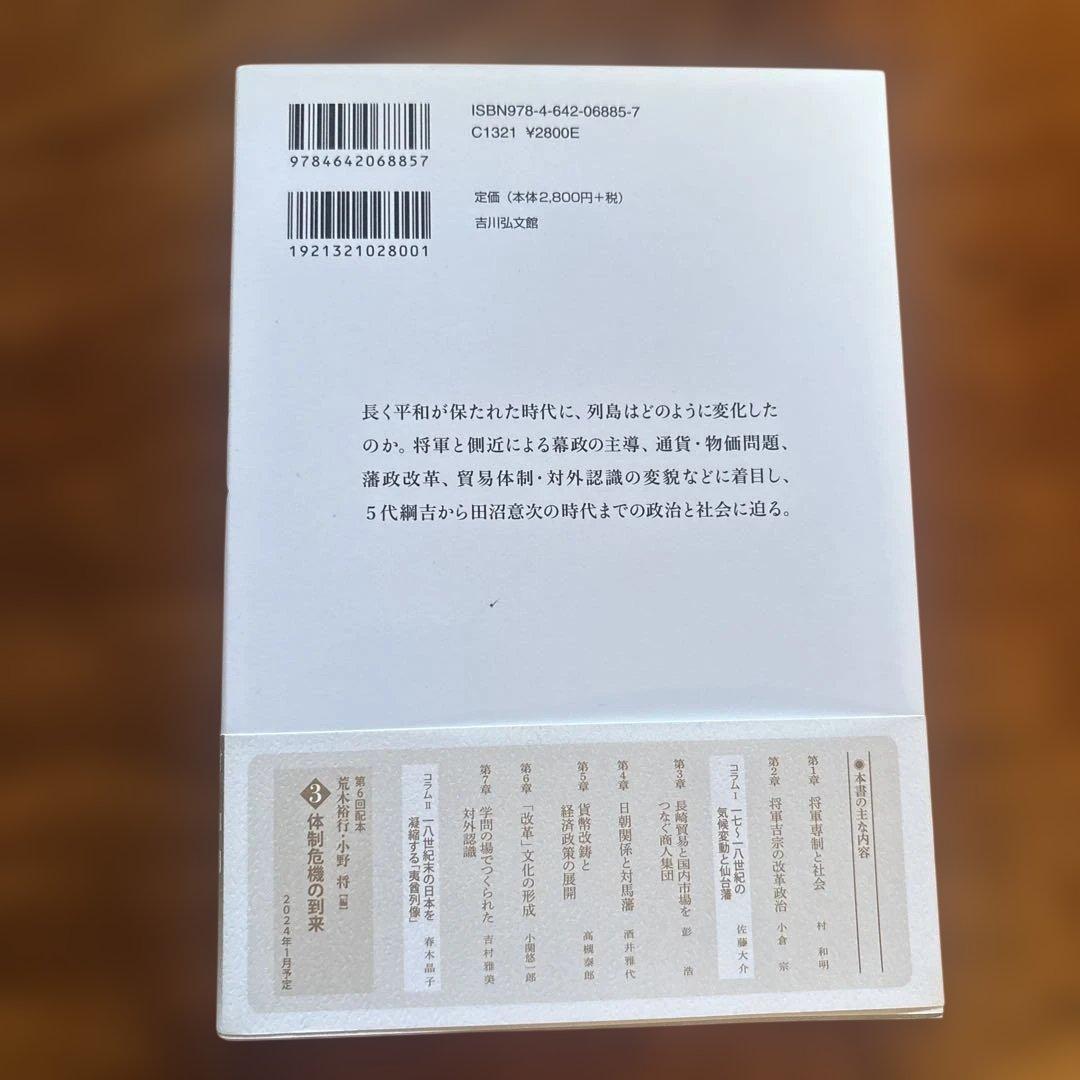 ISBN978-4-642-06885-7
C1321 ¥2800E
9784642068857
定価（本体2,800円＋税）
吉川弘文館
1921321028001
長く平和が保たれた時代に、列島はどのように変化した
のか。将軍と側近による幕政の主導、通貨・物価問題、
藩政改革、貿易体制・対外認識の変貌などに着目し、
５代綱吉から田沼意次の時代までの政治と社会に迫る。
●本書の主な内容
第1章 将軍専制と社会 村 和明
第2章 将軍吉宗の改革政治 小倉 宗
コラムⅠ 一七～一八世紀の
気候変動と仙台藩 佐藤大介
第3章 長崎貿易と国内市場を
つなぐ商人集団 彭 浩
第4章 日朝関係と対馬藩 酒井雅代
第5章 貨幣改鋳と
経済政策の展開 高槻泰郎
第6章 「改革」文化の形成 小関悠一郎
第7章 学問の場でつくられた
対外認識 吉村雅美
コラムⅡ 一八世紀末の日本を
凝縮する「夷酋列像」 春木晶子
第6回配本
荒木裕行・小野 将［編］
3 体制危機の到来
2024年1月予定